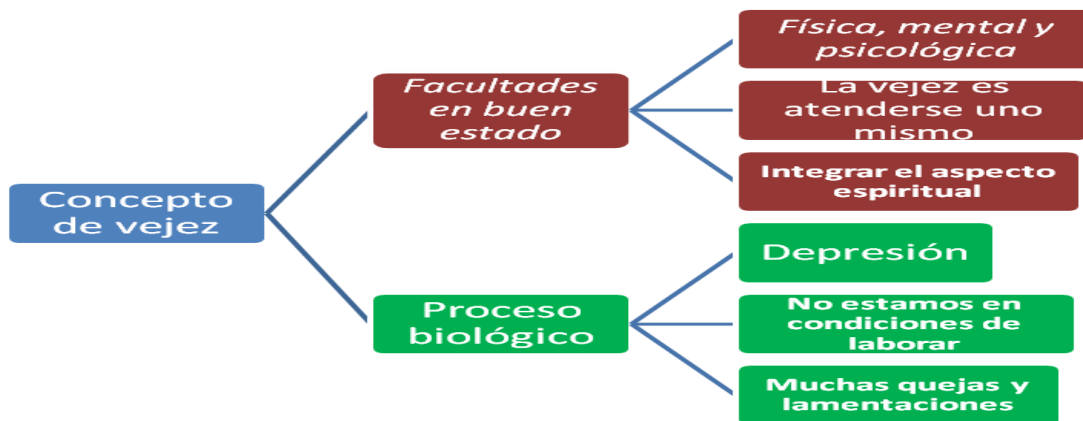 Concepto
de vejez
Facultades
en buen
estado
Física, mental y
psicológica
La vejez es
atenderse uno
mismo
Integrar el aspecto
espiritual
Proceso
biológico
Depresión
No estamos en
condiciones de
laborar
Muchas quejas y
lamentaciones